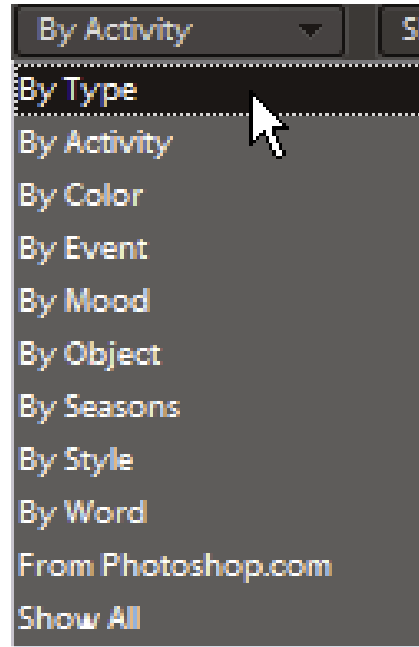 By Activity
By Type
By Activity
By Color
By Event
By Mood
By Object
By Seasons
By Style
By Word
From Photoshop.com
Show All